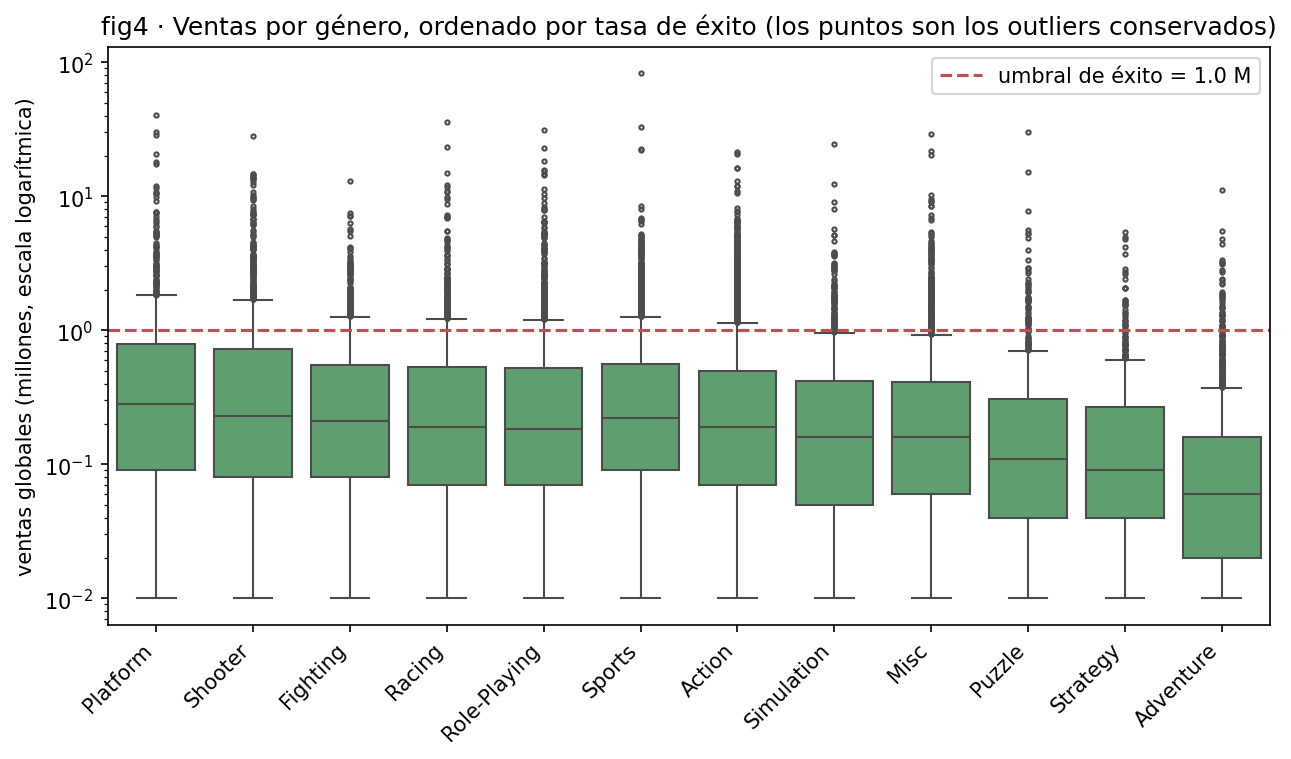 fig4 · Ventas por género, ordenado por tasa de éxito (los puntos son los outliers conservados)
umbral de éxito = 1.0 M
ventas globales (millones, escala logarítmica)
10²
10¹
10⁰
10⁻¹
10⁻²
Platform
Shooter
Fighting
Racing
Role-Playing
Sports
Action
Simulation
Misc
Puzzle
Strategy
Adventure